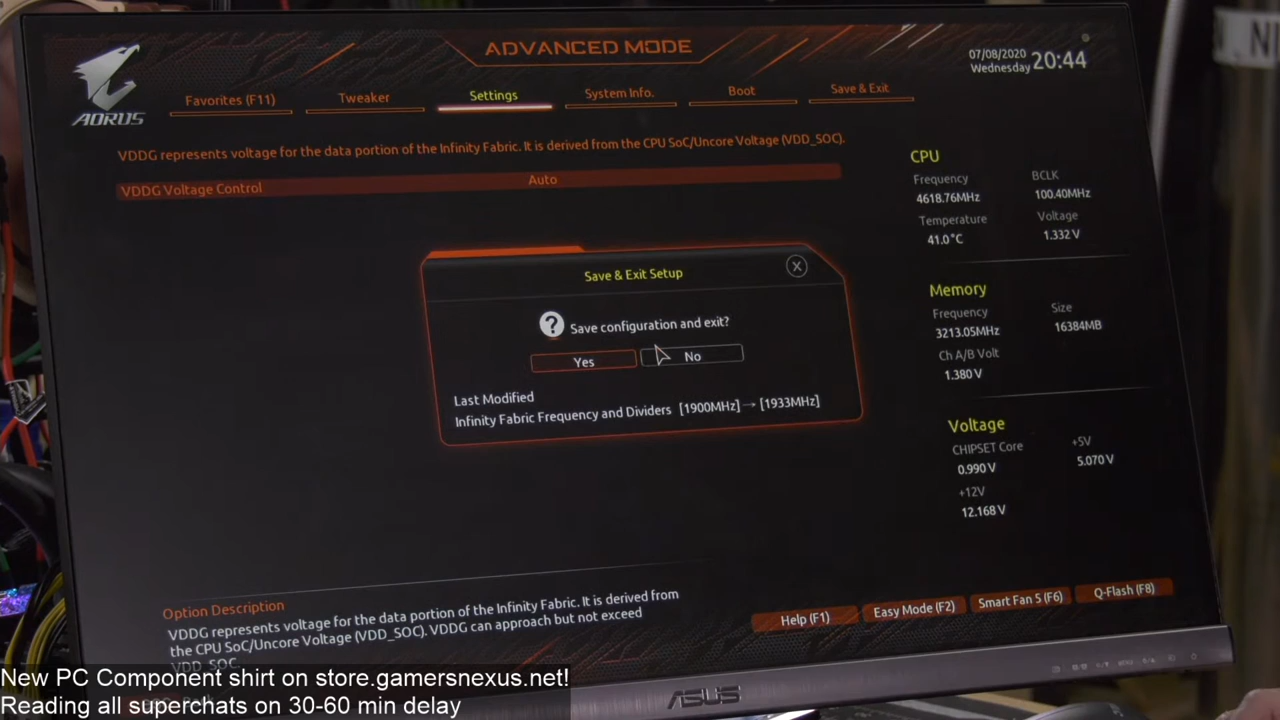 ADVANCED MODE
07/08/2020
Wednesday
20:44
AORUS
Favorites (F11)
Tweaker
Settings
System Info.
Boot
Save & Exit
VDDG represents voltage for the data portion of the Infinity Fabric. It is derived from the CPU SoC/Uncore Voltage (VDD_SOC).
VDDG Voltage Control
Auto
Save & Exit Setup
X
? Save configuration and exit?
Yes
No
Last Modified
Infinity Fabric Frequency and Dividers [1900MHz] → [1933MHz]
CPU
Frequency
BCLK
4618.76MHz
100.40MHz
Temperature
Voltage
41.0°C
1.332 V
Memory
Frequency
Size
3213.05MHz
16384MB
Ch A/B Volt
1.380 V
Voltage
CHIPSET Core
+5V
0.990 V
5.070 V
+12V
12.168 V
Option Description
VDDG represents voltage for the data portion of the Infinity Fabric. It is derived from
the CPU SoC/Uncore Voltage (VDD_SOC). VDDG can approach but not exceed
VDD_SOC.
Help (F1)
Easy Mode (F2)
Smart Fan 5 (F6)
Q-Flash (F8)
ASUS
New PC Component shirt on store.gamersnexus.net!
Reading all superchats on 30-60 min delay